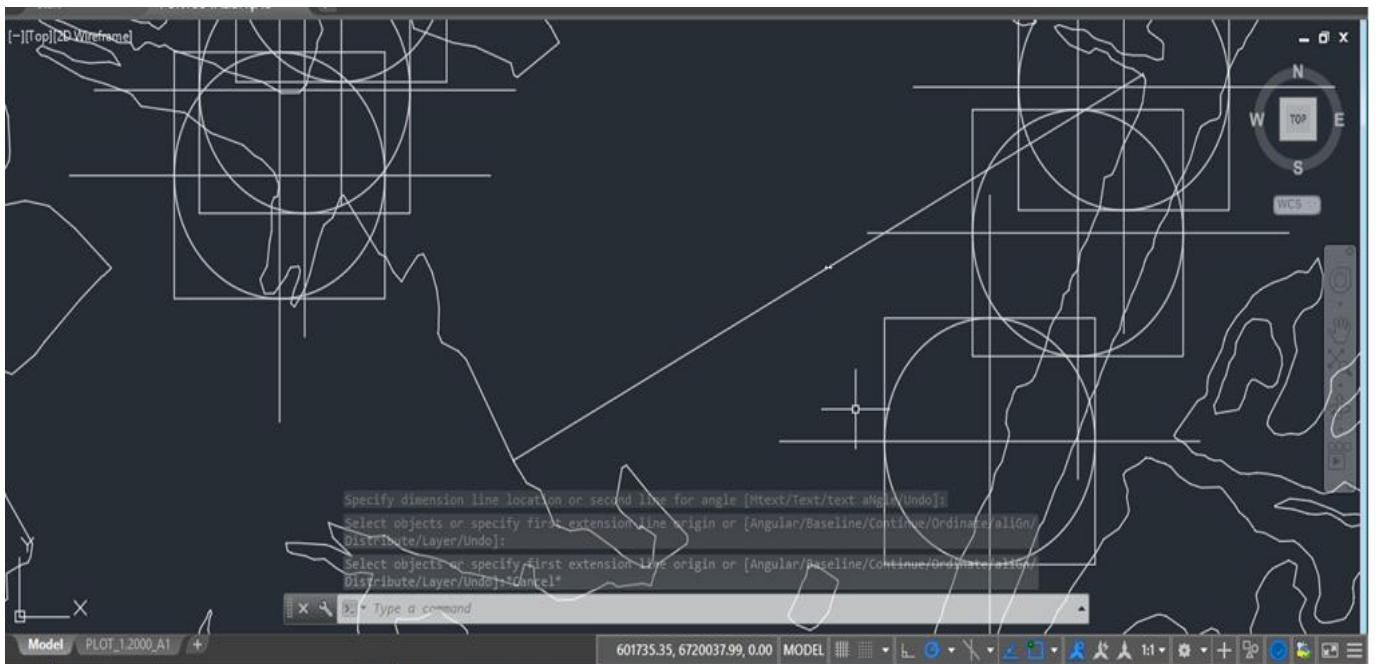 [−][Top][2D Wireframe]
N
W TOP E
S
WCS
Specify dimension line location or second line for angle [Mtext/Text/text aNgle/Undo]:
Select objects or specify first extension line origin or [Angular/Baseline/Continue/Ordinate/aliGn/
Distribute/Layer/Undo]:
Select objects or specify first extension line origin or [Angular/Baseline/Continue/Ordinate/aliGn/
Distribute/Layer/Undo]:*Cancel*
Type a command
Y
X
Model PLOT_1.2000_A1 + 601735.35, 6720037.99, 0.00 MODEL 1:1